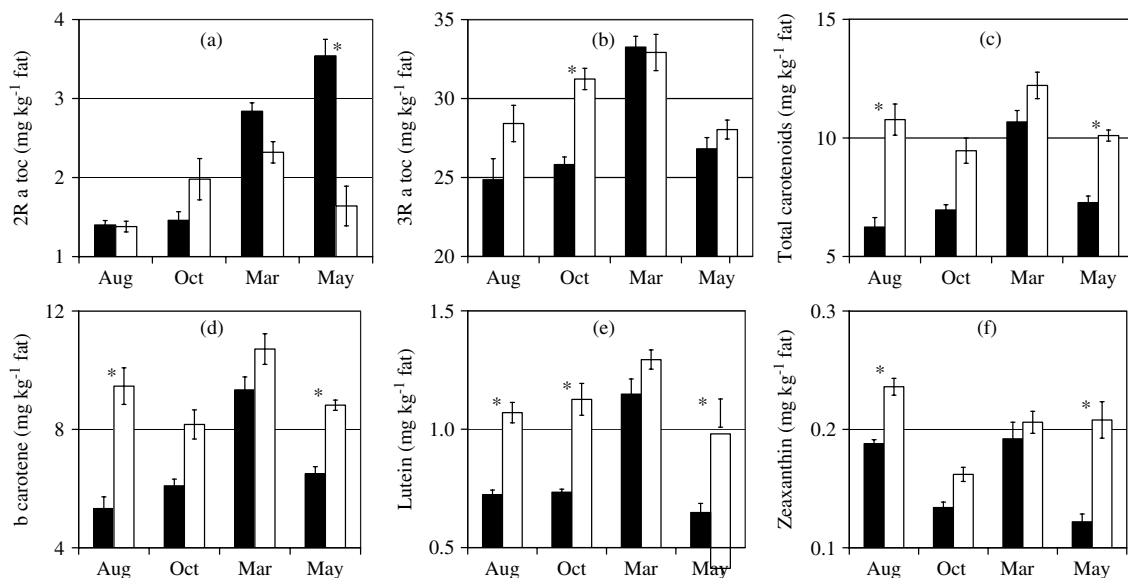 (a)
2R a toc (mg kg-1 fat)
4
3
2
1
*
Aug Oct Mar May
(b)
3R a toc (mg kg-1 fat)
35
30
25
20
*
Aug Oct Mar May
(c)
Total carotenoids (mg kg-1 fat)
15
10
5
*
*
Aug Oct Mar May
(d)
b carotene (mg kg-1 fat)
12
8
4
*
*
Aug Oct Mar May
(e)
Lutein (mg kg-1 fat)
1.5
1.0
0.5
*
*
*
Aug Oct Mar May
(f)
Zeaxanthin (mg kg-1 fat)
0.3
0.2
0.1
*
*
Aug Oct Mar May